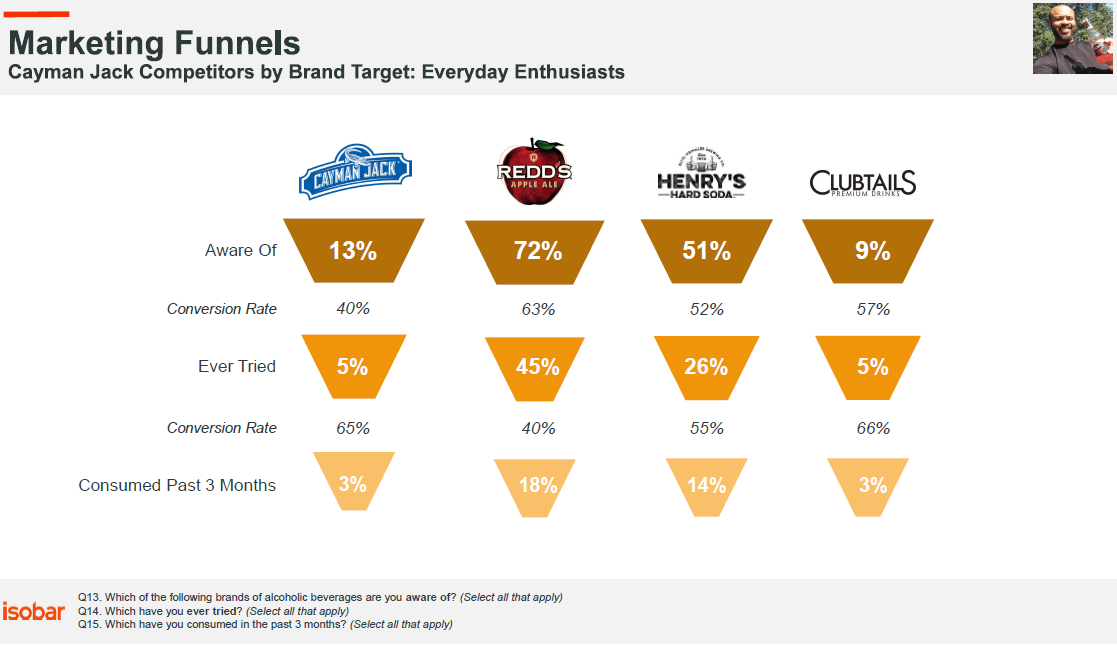 Marketing Funnels
Cayman Jack Competitors by Brand Target: Everyday Enthusiasts
CAYMAN JACK
REDD'S
APPLE ALE
HENRY'S
HARD SODA
CLUBTAILS
PREMIUM DRINKS
Aware Of 13% 72% 51% 9%
Conversion Rate 40% 63% 52% 57%
Ever Tried 5% 45% 26% 5%
Conversion Rate 65% 40% 55% 66%
Consumed Past 3 Months 3% 18% 14% 3%
isobar
Q13. Which of the following brands of alcoholic beverages are you aware of? (Select all that apply)
Q14. Which have you ever tried? (Select all that apply)
Q15. Which have you consumed in the past 3 months? (Select all that apply)